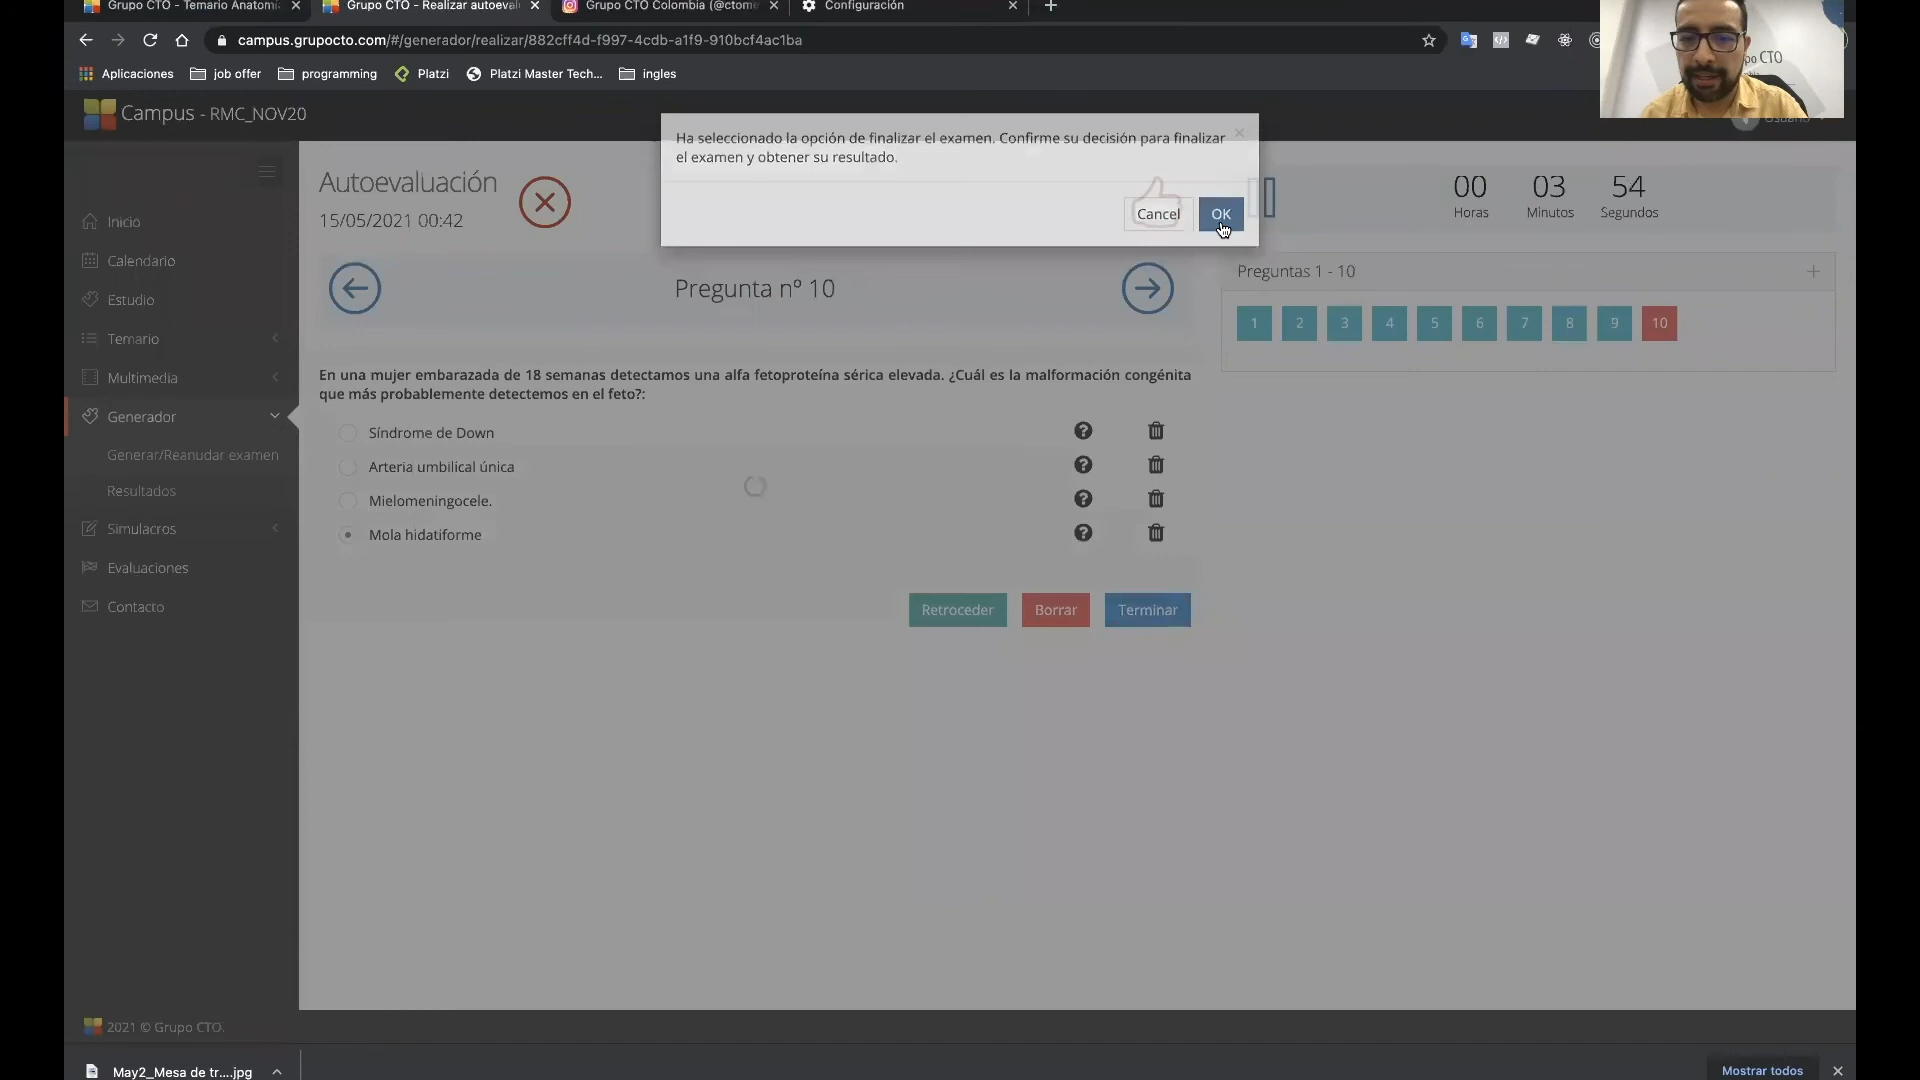 Grupo CTO - Temario Anatomí
Grupo CTO - Realizar autoeval
Grupo CTO Colombia (@ctome
Configuración
campus.grupocto.com/#/generador/realizar/882cff4d-f997-4cdb-a1f9-910bcf4ac1ba
Aplicaciones
job offer
programming
Platzi
Platzi Master Tech...
ingles
po CTO
Campus - RMC_NOV20
Usuario
Ha seleccionado la opción de finalizar el examen. Confirme su decisión para finalizar
el examen y obtener su resultado.
Cancel
OK
Autoevaluación
15/05/2021 00:42
00 03 54
Horas Minutos Segundos
Inicio
Calendario
Estudio
Temario
Multimedia
Generador
Generar/Reanudar examen
Resultados
Simulacros
Evaluaciones
Contacto
Pregunta nº 10
Preguntas 1 - 10
1 2 3 4 5 6 7 8 9 10
En una mujer embarazada de 18 semanas detectamos una alfa fetoproteína sérica elevada. ¿Cuál es la malformación congénita
que más probablemente detectemos en el feto?:
Síndrome de Down
Arteria umbilical única
Mielomeningocele.
Mola hidatiforme
Retroceder
Borrar
Terminar
2021 © Grupo CTO.
May2_Mesa de tr....jpg
Mostrar todos